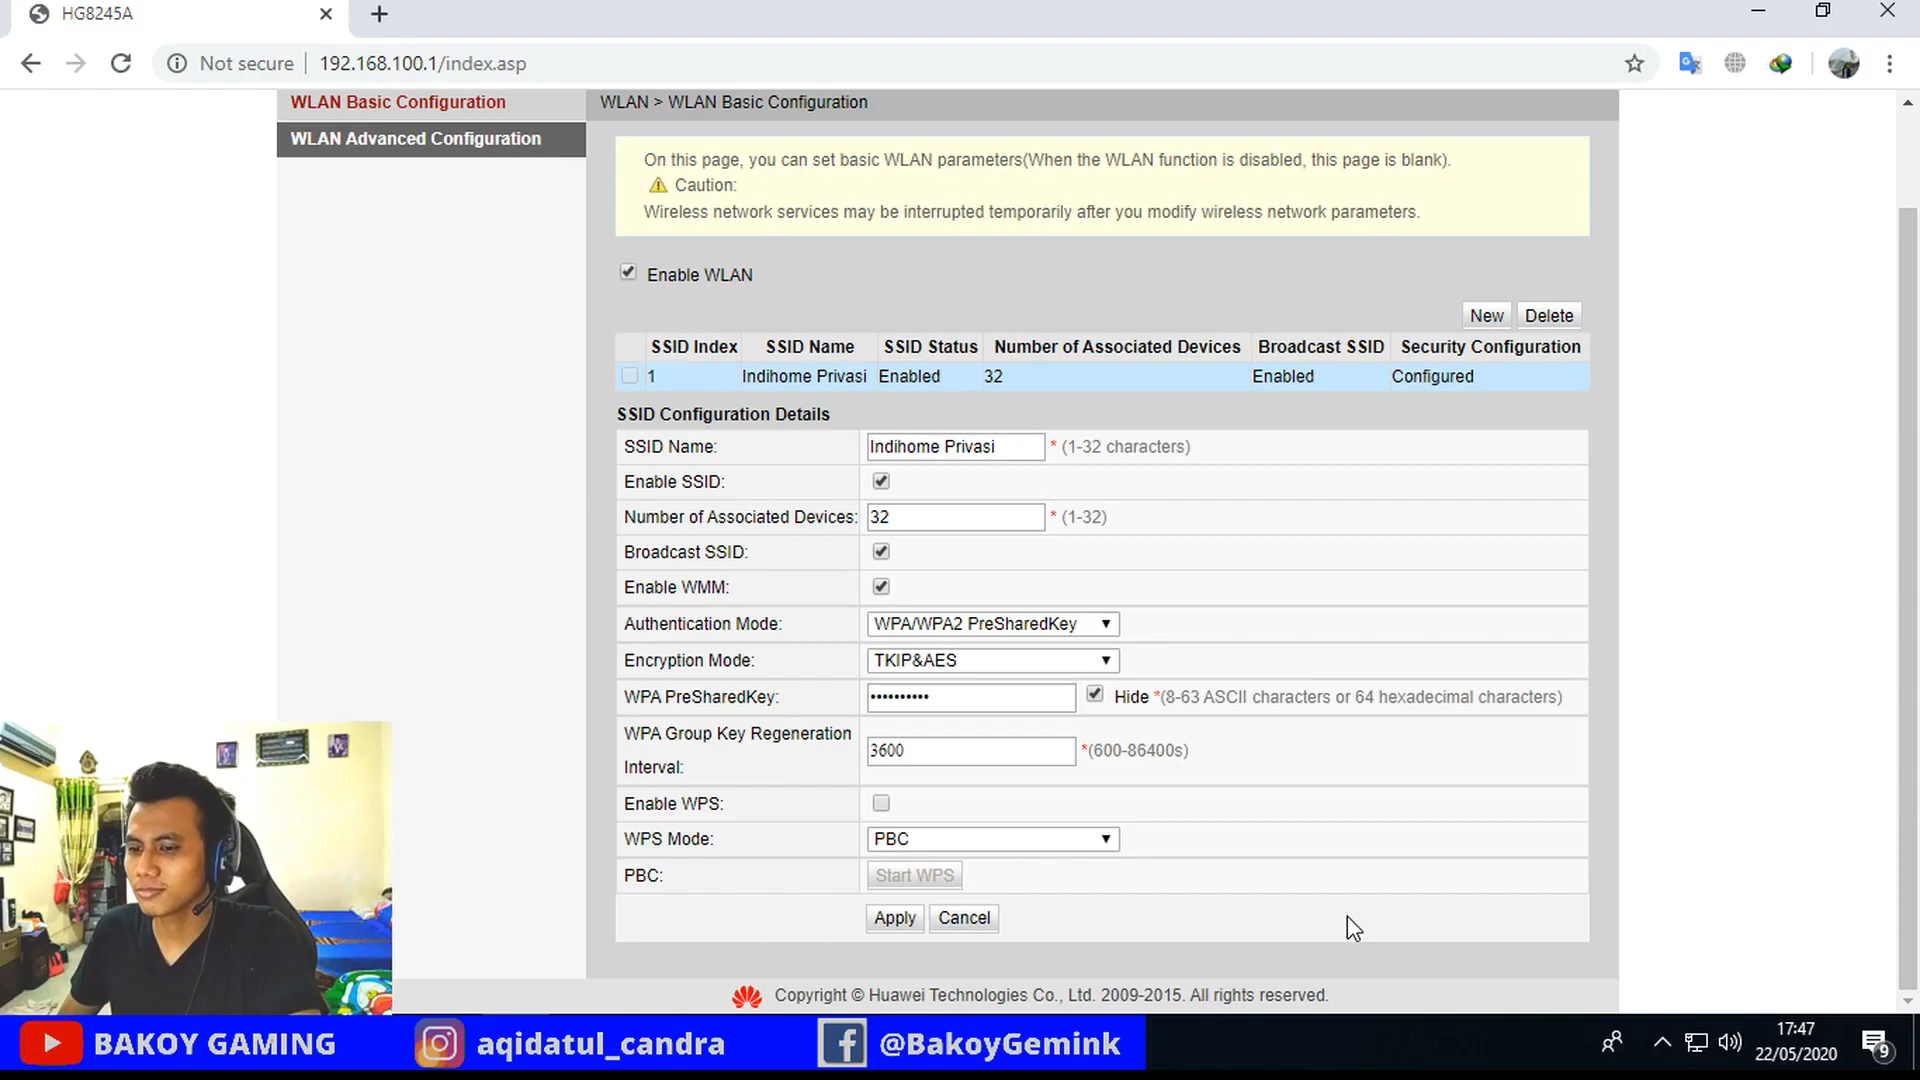 HG8245A
Not secure
192.168.100.1/index.asp
WLAN Basic Configuration
WLAN > WLAN Basic Configuration
WLAN Advanced Configuration
On this page, you can set basic WLAN parameters(When the WLAN function is disabled, this page is blank).
Caution:
Wireless network services may be interrupted temporarily after you modify wireless network parameters.
Enable WLAN
New Delete
SSID Index SSID Name SSID Status Number of Associated Devices Broadcast SSID Security Configuration
1 Indihome Privasi Enabled 32 Enabled Configured
SSID Configuration Details
SSID Name: Indihome Privasi * (1-32 characters)
Enable SSID:
Number of Associated Devices: 32 * (1-32)
Broadcast SSID:
Enable WMM:
Authentication Mode: WPA/WPA2 PreSharedKey
Encryption Mode: TKIP&AES
WPA PreSharedKey: •••••••••• Hide *(8-63 ASCII characters or 64 hexadecimal characters)
WPA Group Key Regeneration
Interval: 3600 *(600-86400s)
Enable WPS:
WPS Mode: PBC
PBC: Start WPS
Apply Cancel
Copyright © Huawei Technologies Co., Ltd. 2009-2015. All rights reserved.
BAKOY GAMING aqidatul_candra @BakoyGemink
17:47
22/05/2020
9